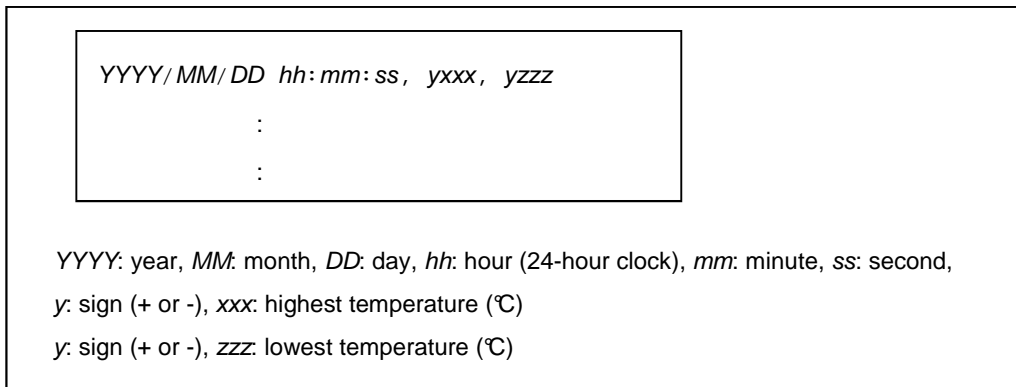 YYYY/MM/DD hh:mm:ss, yxxx, yzzz
:
:
YYYY: year, MM: month, DD: day, hh: hour (24-hour clock), mm: minute, ss: second,
y: sign (+ or -), xxx: highest temperature (℃)
y: sign (+ or -), zzz: lowest temperature (℃)